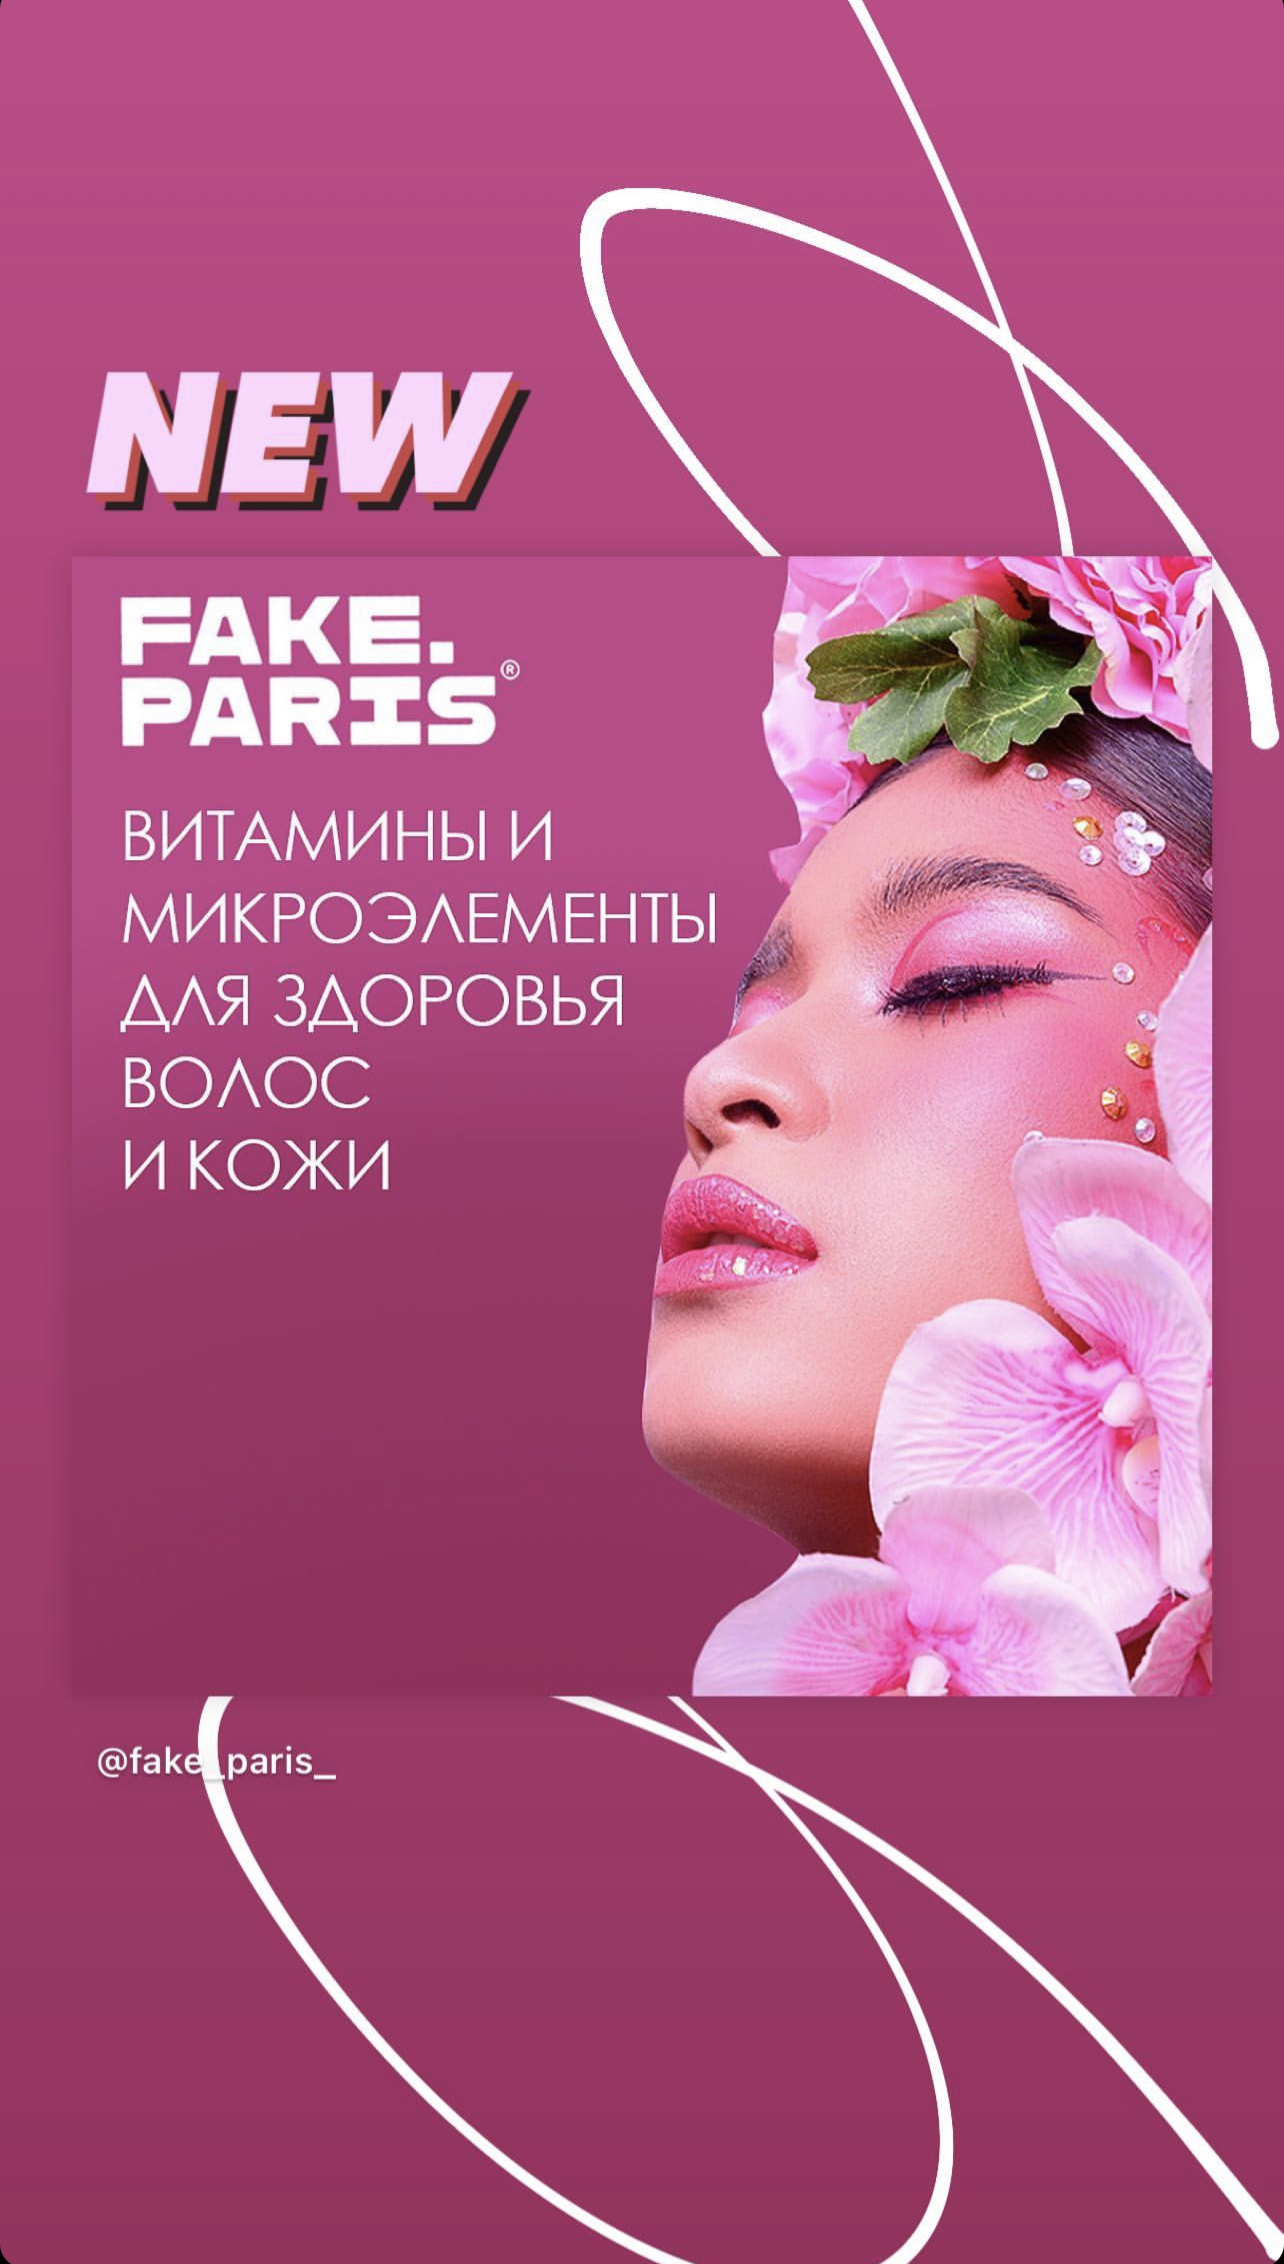 NEW
FAKE.
PARIS®
ВИТАМИНЫ И
МИКРОЭЛЕМЕНТЫ
ДЛЯ ЗДОРОВЬЯ
ВОЛОС
И КОЖИ
@fake_paris_